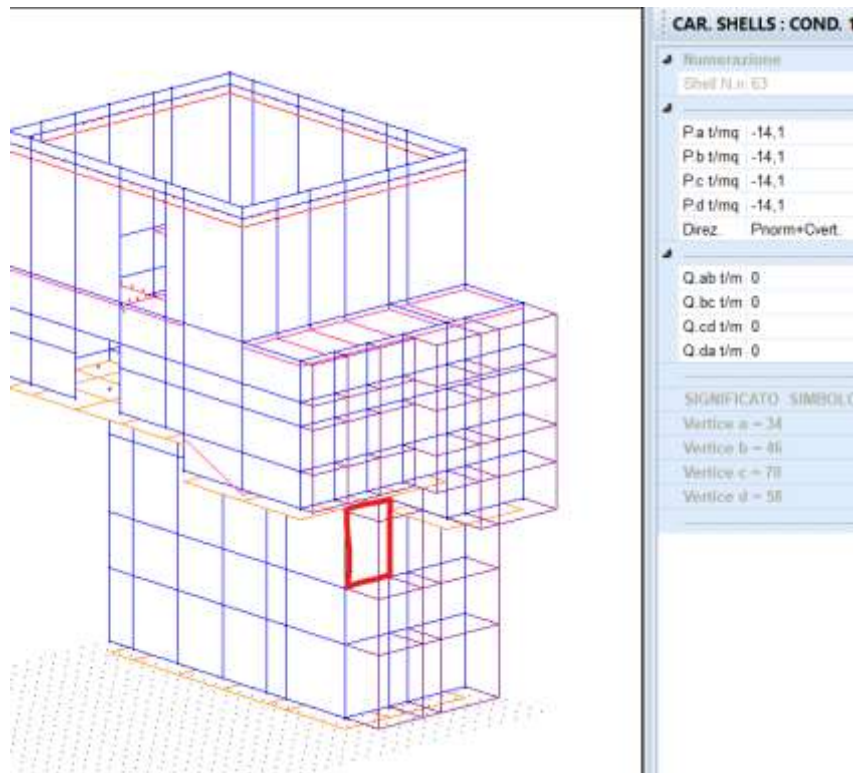 CAR. SHELLS : COND. 1
Numerazione
Shell N.n: 63
P.a t/mq -14,1
P.b t/mq -14,1
P.c t/mq -14,1
P.d t/mq -14,1
Direz. Pnorm+Cvert.
Q.ab t/m 0
Q.bc t/m 0
Q.cd t/m 0
Q.da t/m 0
SIGNIFICATO SIMBOLO
Vertice a = 34
Vertice b = 46
Vertice c = 70
Vertice d = 58